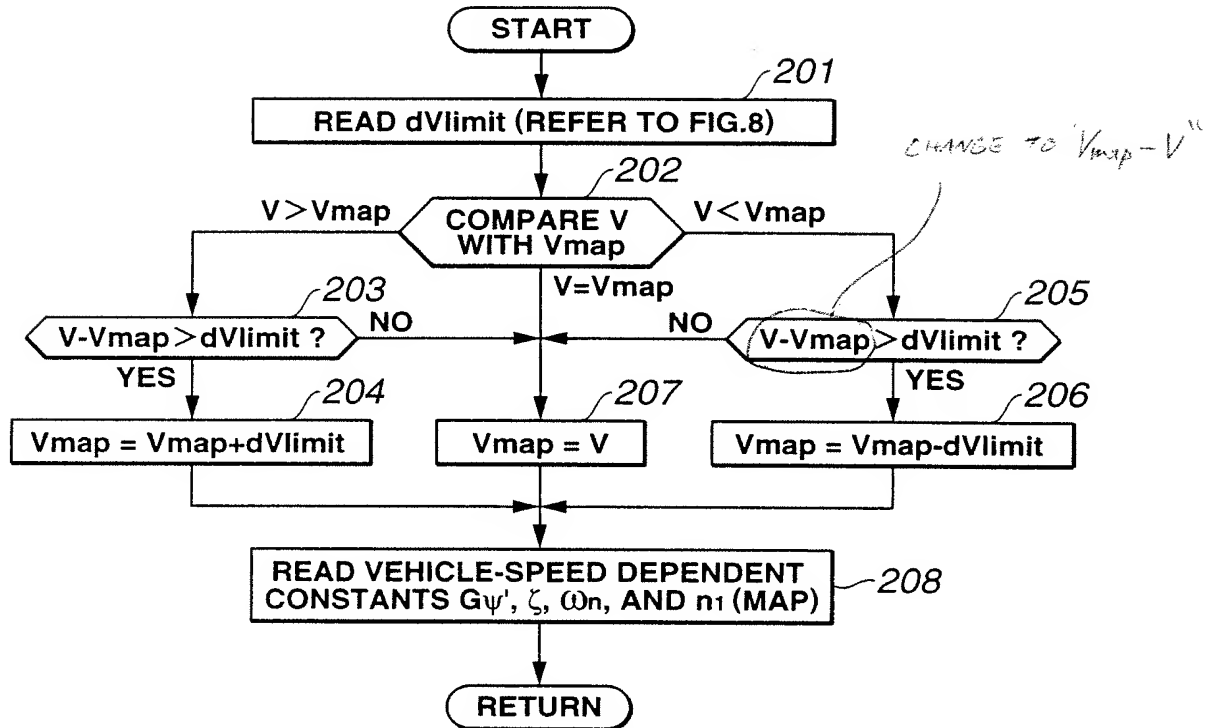 START
201
READ dVlimit (REFER TO FIG.8)
CHANGE TO "Vmap - V"
202
V>Vmap
COMPARE V
WITH Vmap
V<Vmap
V=Vmap
203
V-Vmap>dVlimit ?
NO
YES
205
NO
V-Vmap>dVlimit ?
YES
204
Vmap = Vmap+dVlimit
207
Vmap = V
206
Vmap = Vmap-dVlimit
READ VEHICLE-SPEED DEPENDENT
CONSTANTS Gψ', ζ, ωn, AND n1 (MAP)
208
RETURN